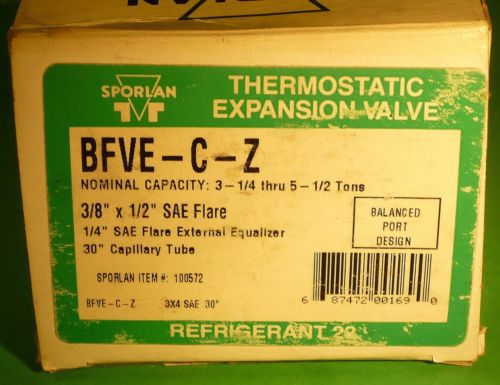 SPORLAN
THERMOSTATIC
EXPANSION VALVE
BFVE-C-Z
NOMINAL CAPACITY: 3-1/4 thru 5-1/2 Tons
3/8" x 1/2" SAE Flare
1/4" SAE Flare External Equalizer
30" Capillary Tube
BALANCED
PORT
DESIGN
SPORLAN ITEM #: 100572
BFVE-C-Z 3X4 SAE 30"
6 87472 00169 0
REFRIGERANT 22